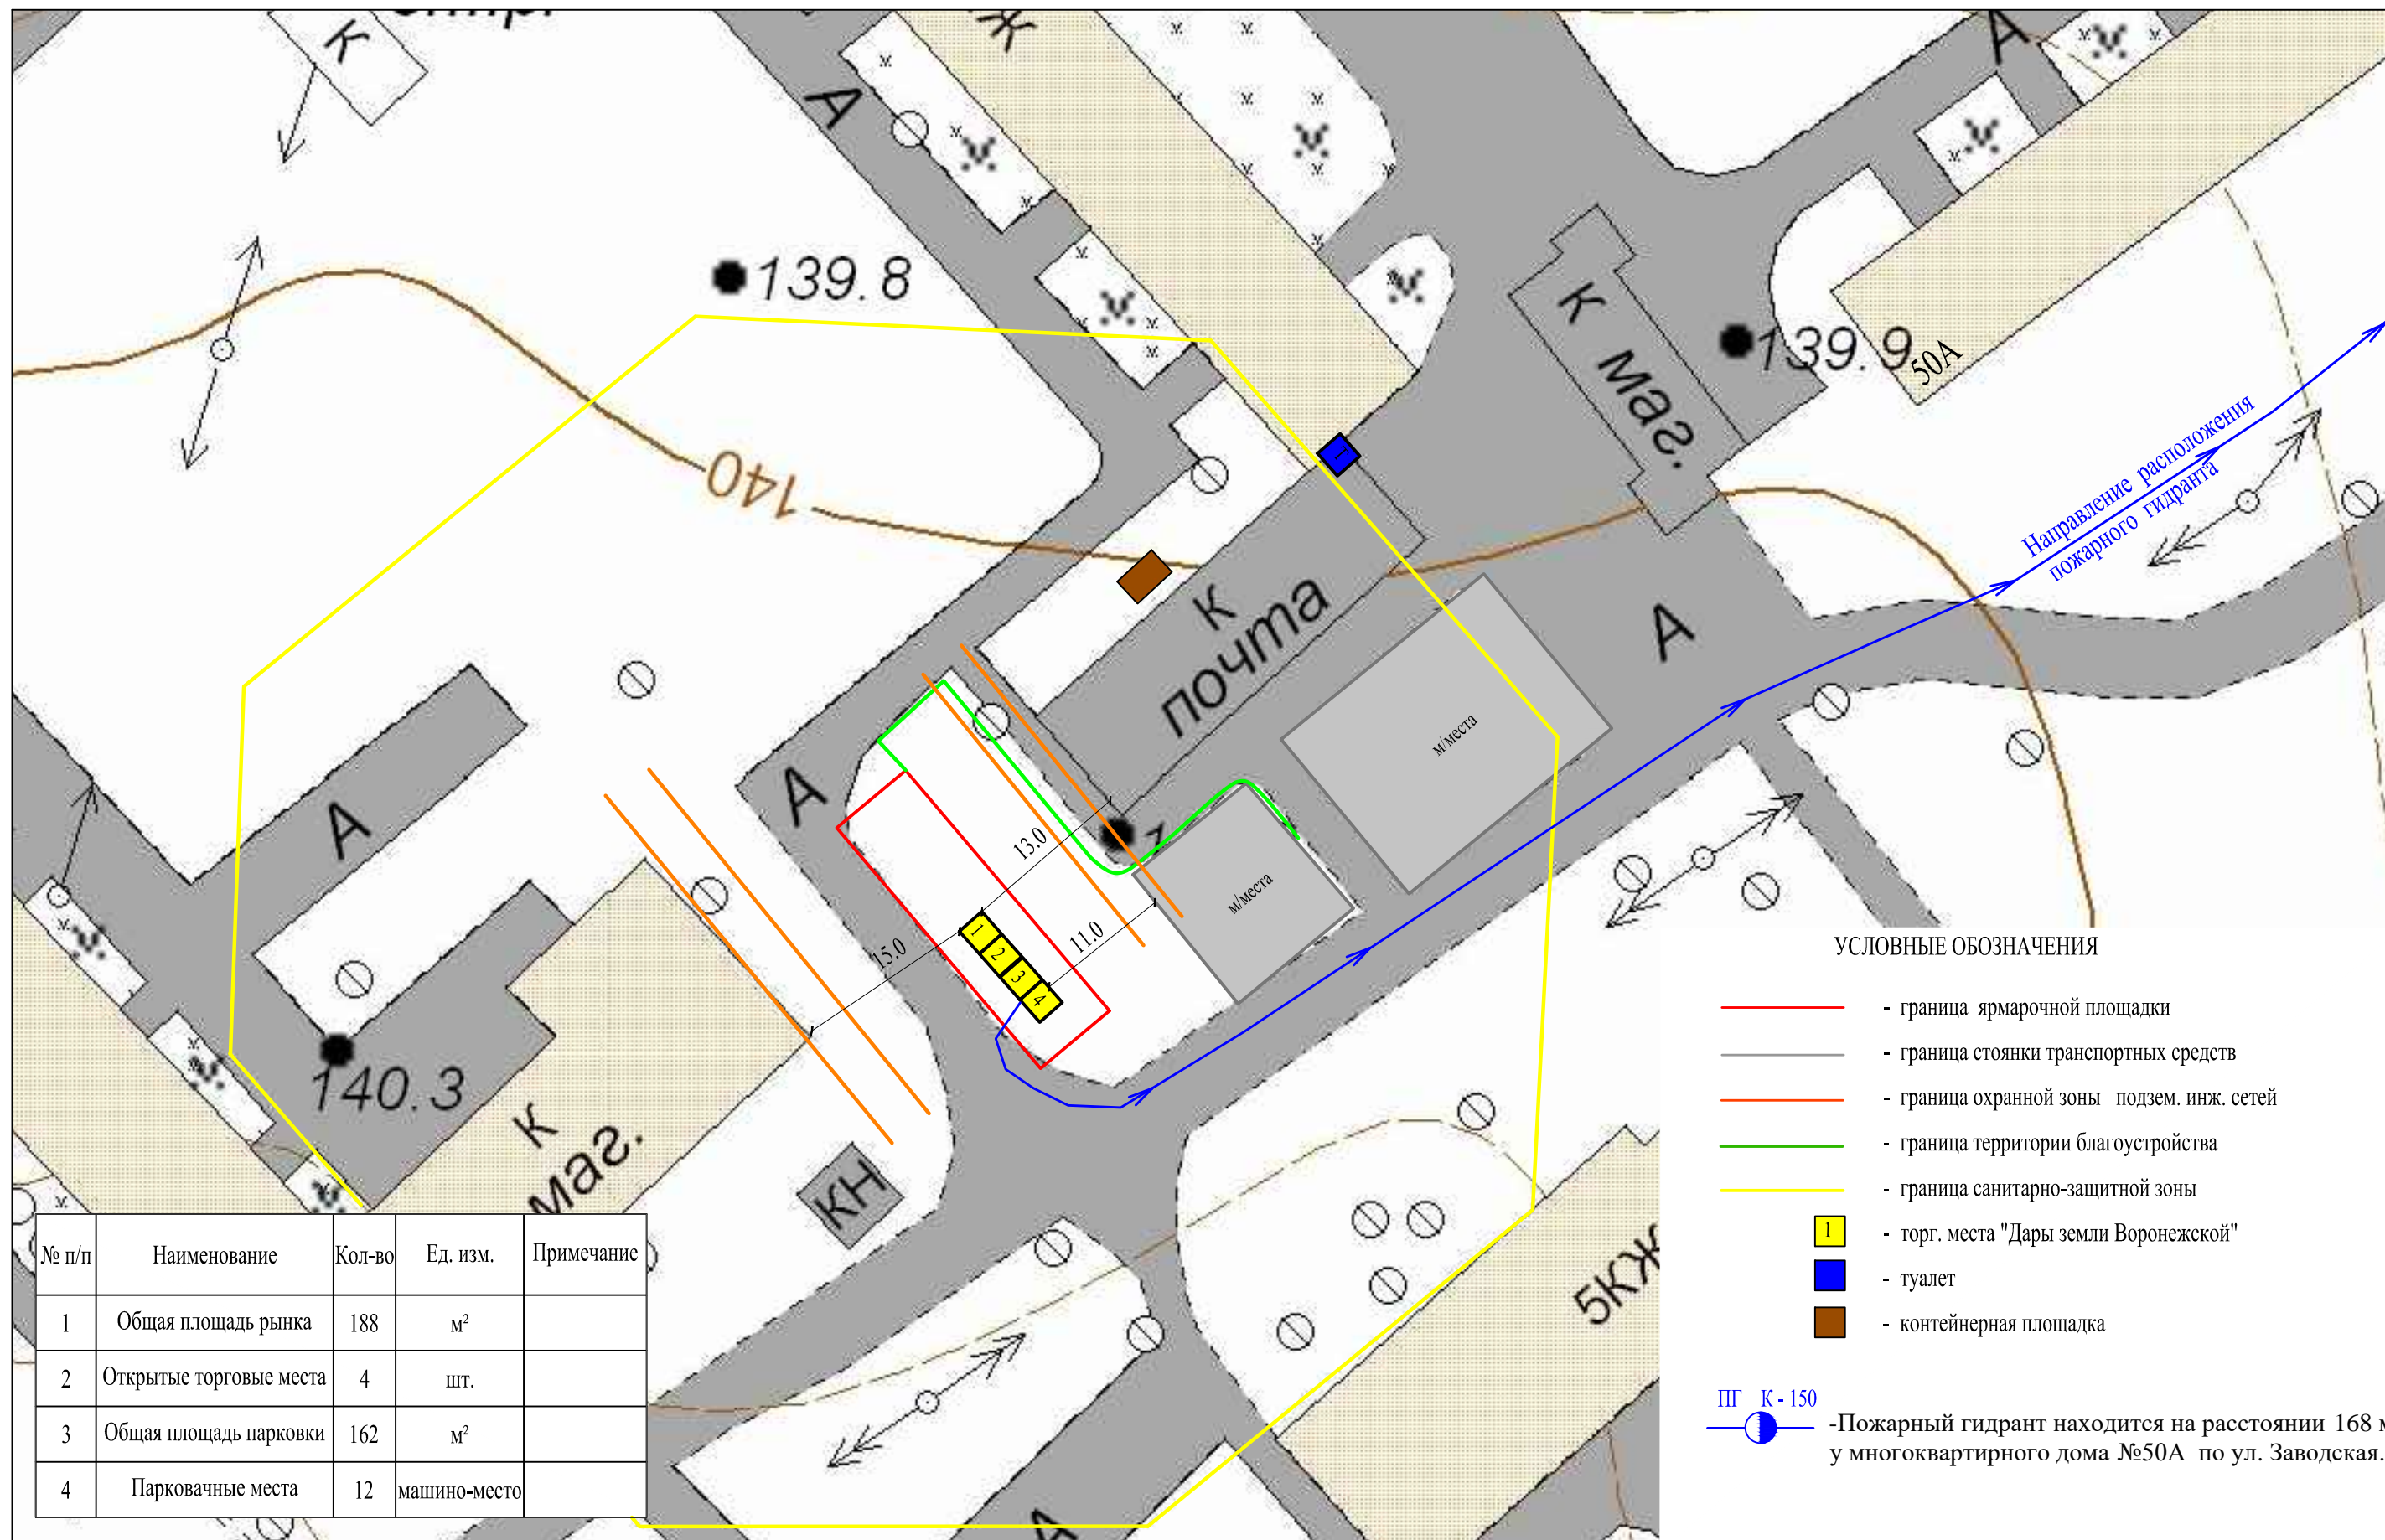 К
Ж
А
А
139.8
К
маг.
139.9
50А
140
Т
К
почта
А
м/места
м/места
Направление расположения
пожарного гидранта
А
А
13.0
11.0
15.0
1
2
3
4
140.3
К
маг.
КН
5КЖ
А
№ п/п Наименование Кол-во Ед. изм. Примечание
1 Общая площадь рынка 188 м²
2 Открытые торговые места 4 шт.
3 Общая площадь парковки 162 м²
4 Парковачные места 12 машино-место
УСЛОВНЫЕ ОБОЗНАЧЕНИЯ
- граница ярмарочной площадки
- граница стоянки транспортных средств
- граница охранной зоны подзем. инж. сетей
- граница территории благоустройства
- граница санитарно-защитной зоны
1 - торг. места "Дары земли Воронежской"
- туалет
- контейнерная площадка
ПГ К - 150
-Пожарный гидрант находится на расстоянии 168 м
у многоквартирного дома №50А по ул. Заводская.